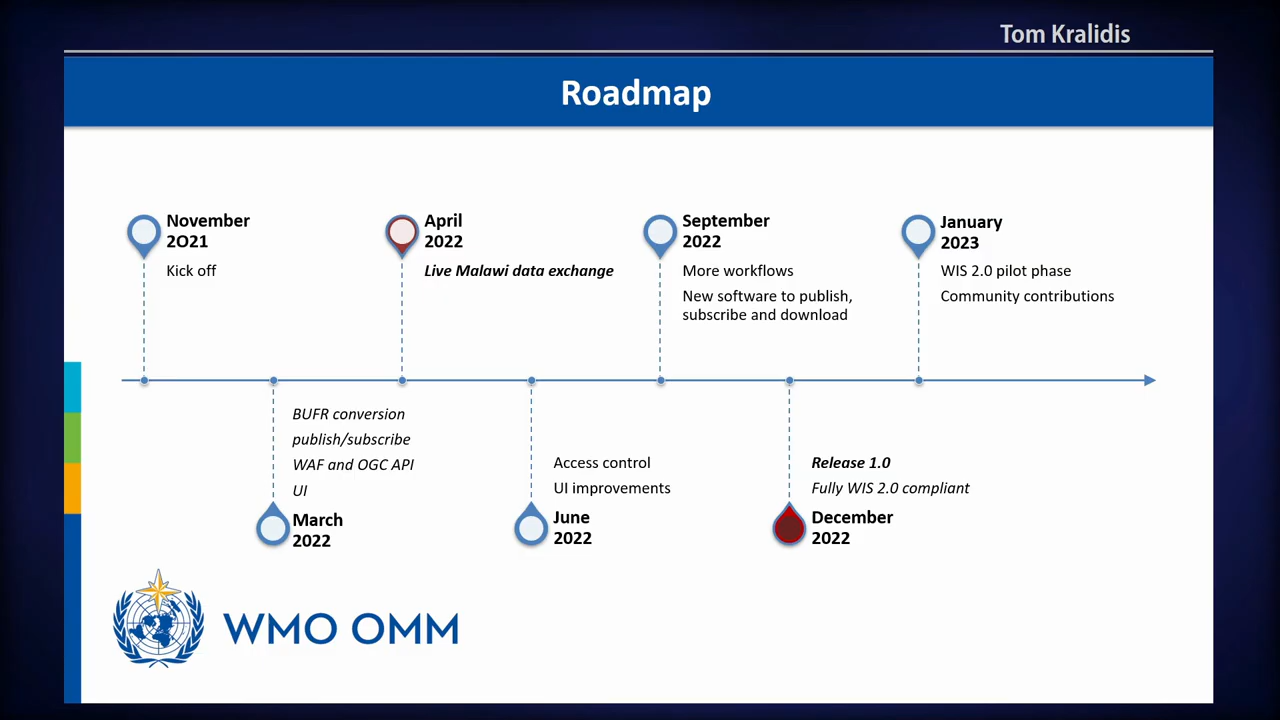 Tom Kralidis
Roadmap
November
2O21
Kick off
April
2022
Live Malawi data exchange
September
2022
More workflows
New software to publish,
subscribe and download
January
2023
WIS 2.0 pilot phase
Community contributions
BUFR conversion
publish/subscribe
WAF and OGC API
UI
March
2022
Access control
UI improvements
June
2022
Release 1.0
Fully WIS 2.0 compliant
December
2022
WMO OMM